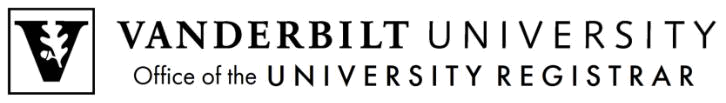 V VANDERBILT UNIVERSITY
Office of the UNIVERSITY REGISTRAR